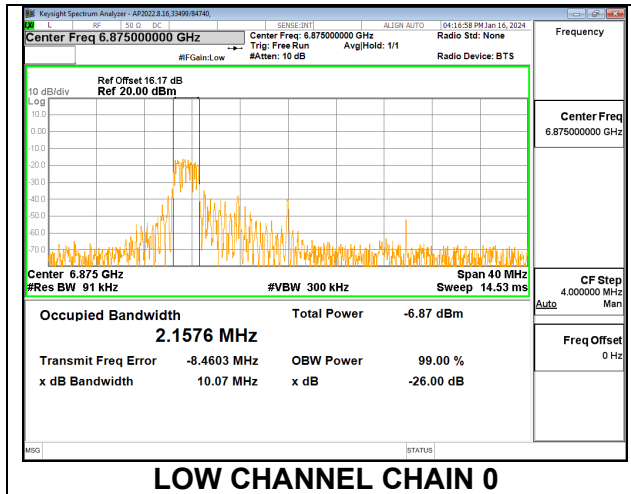 Keysight Spectrum Analyzer - AP2022.8.16,33499/84740,
L RF 50 Ω DC SENSE:INT ALIGN AUTO 04:16:58 PM Jan 16, 2024
Center Freq 6.875000000 GHz
Center Freq: 6.875000000 GHz
Radio Std: None
Trig: Free Run Avg|Hold: 1/1
#IFGain:Low
#Atten: 10 dB
Radio Device: BTS
Frequency
Ref Offset 16.17 dB
10 dB/div Ref 20.00 dBm
Log
10.0
0.00
-10.0
-20.0
-30.0
-40.0
-50.0
-60.0
-70.0
Center 6.875 GHz
Span 40 MHz
#Res BW 91 kHz
#VBW 300 kHz
Sweep 14.53 ms
Occupied Bandwidth
2.1576 MHz
Total Power -6.87 dBm
Transmit Freq Error -8.4603 MHz
OBW Power 99.00 %
x dB Bandwidth 10.07 MHz
x dB -26.00 dB
Center Freq
6.875000000 GHz
CF Step
4.000000 MHz
Auto Man
Freq Offset
0 Hz
MSG
STATUS
LOW CHANNEL CHAIN 0